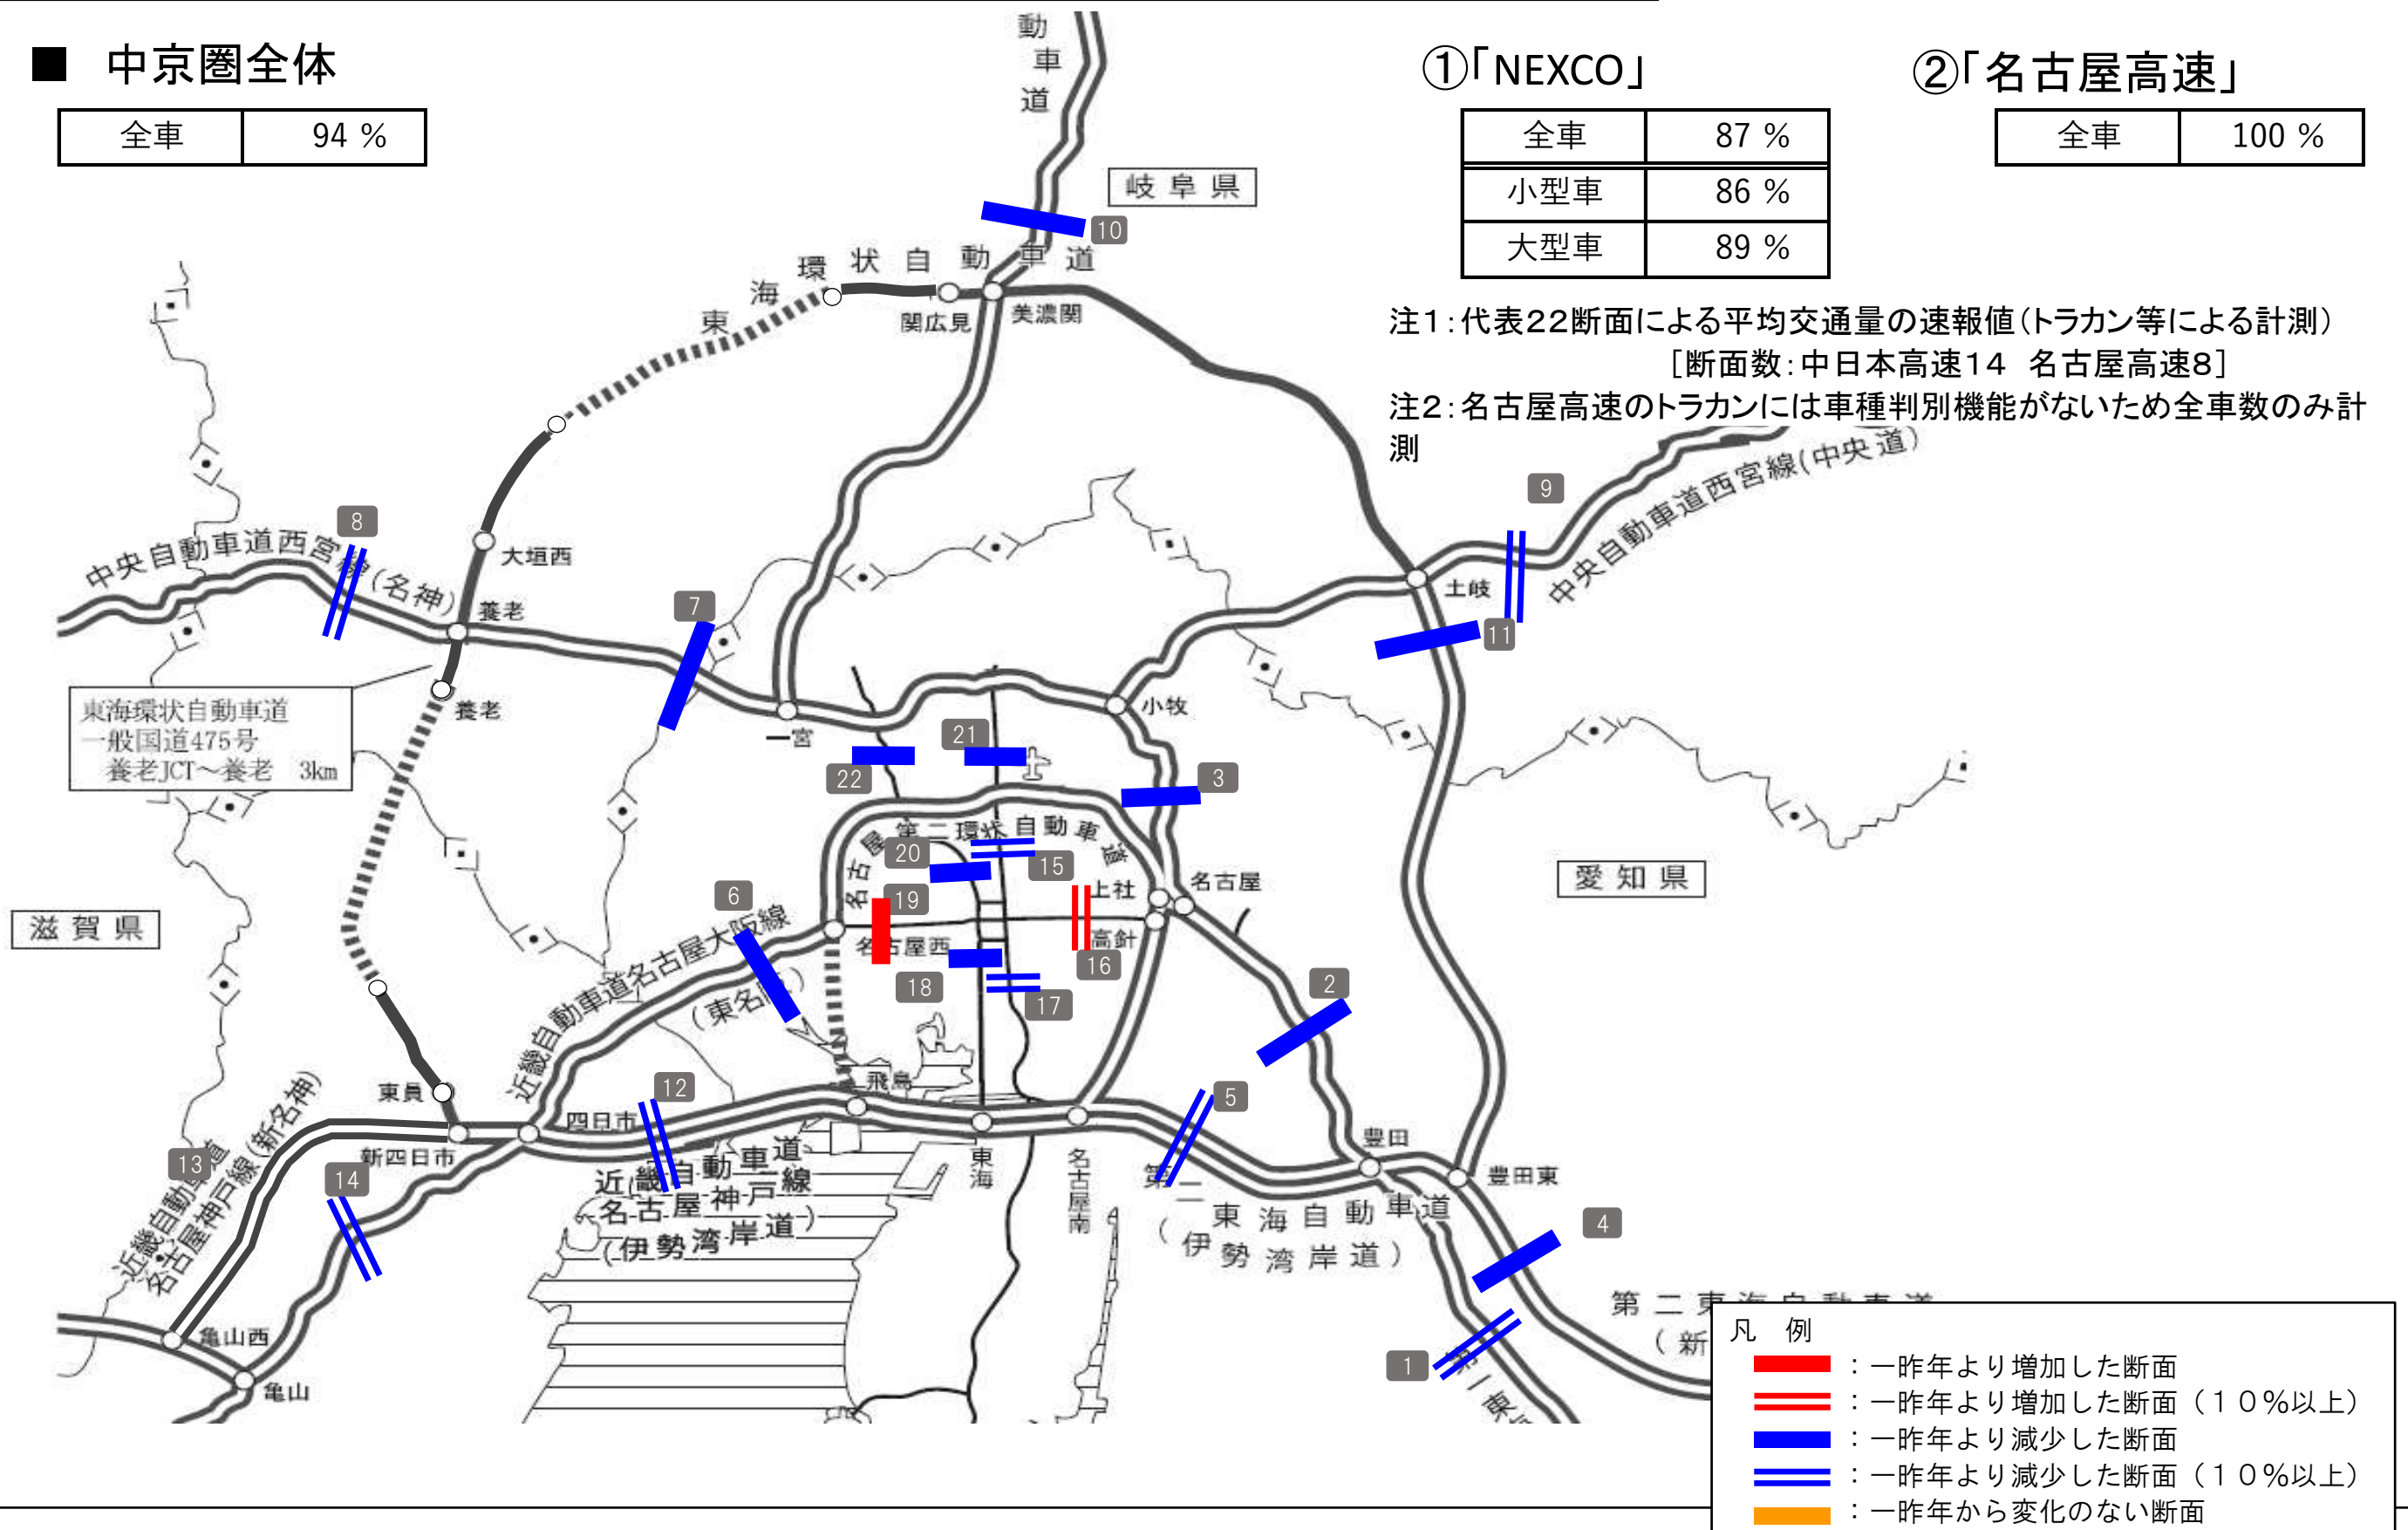 ■ 中京圏全体
全車 94 %
①「NEXCO」
全車 87 %
小型車 86 %
大型車 89 %
②「名古屋高速」
全車 100 %
注1：代表22断面による平均交通量の速報値（トラカン等による計測）
［断面数：中日本高速14 名古屋高速8］
注2：名古屋高速のトラカンには車種判別機能がないため全車数のみ計
測
動車道
岐阜県
10
東海環状自動車道
関広見
美濃関
9
中央自動車道西宮線(中央道)
8
中央自動車道西宮線(名神)
大垣西
養老
7
土岐
11
東海環状自動車道
一般国道475号
養老JCT～養老 3km
養老
一宮
小牧
21
22
3
名古屋第二環状自動車道
20
15
上社
名古屋
愛知県
19
6
滋賀県
名古屋西
高針
16
近畿自動車道名古屋大阪線
(東名阪)
18
17
2
飛島
東員
12
四日市
5
新四日市
13
近畿自動車道
名古屋神戸線(新名神)
14
近畿自動車道
名古屋神戸線
(伊勢湾岸道)
東海
名古屋南
豊田
豊田東
第二東海自動車道
(伊勢湾岸道)
4
亀山西
亀山
1
第一東
第二東海自動車道
(新
凡 例
：一昨年より増加した断面
：一昨年より増加した断面（１０％以上）
：一昨年より減少した断面
：一昨年より減少した断面（１０％以上）
：一昨年から変化のない断面